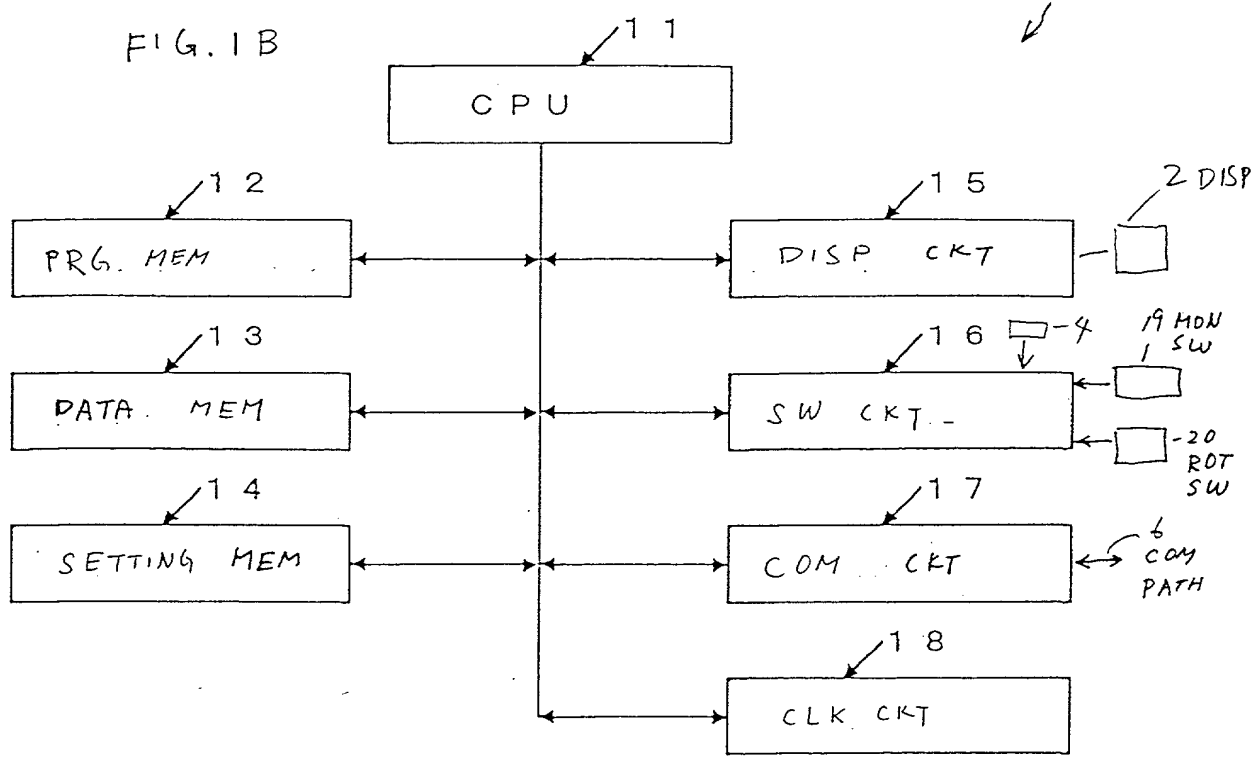 FIG. 1B
11
CPU
12
PRG. MEM
15
DISP CKT
2 DISP
13
DATA. MEM
16
4
SW CKT.
19 MON
SW
20
ROT
SW
14
SETTING MEM
17
COM CKT
6
COM
PATH
18
CLK CKT